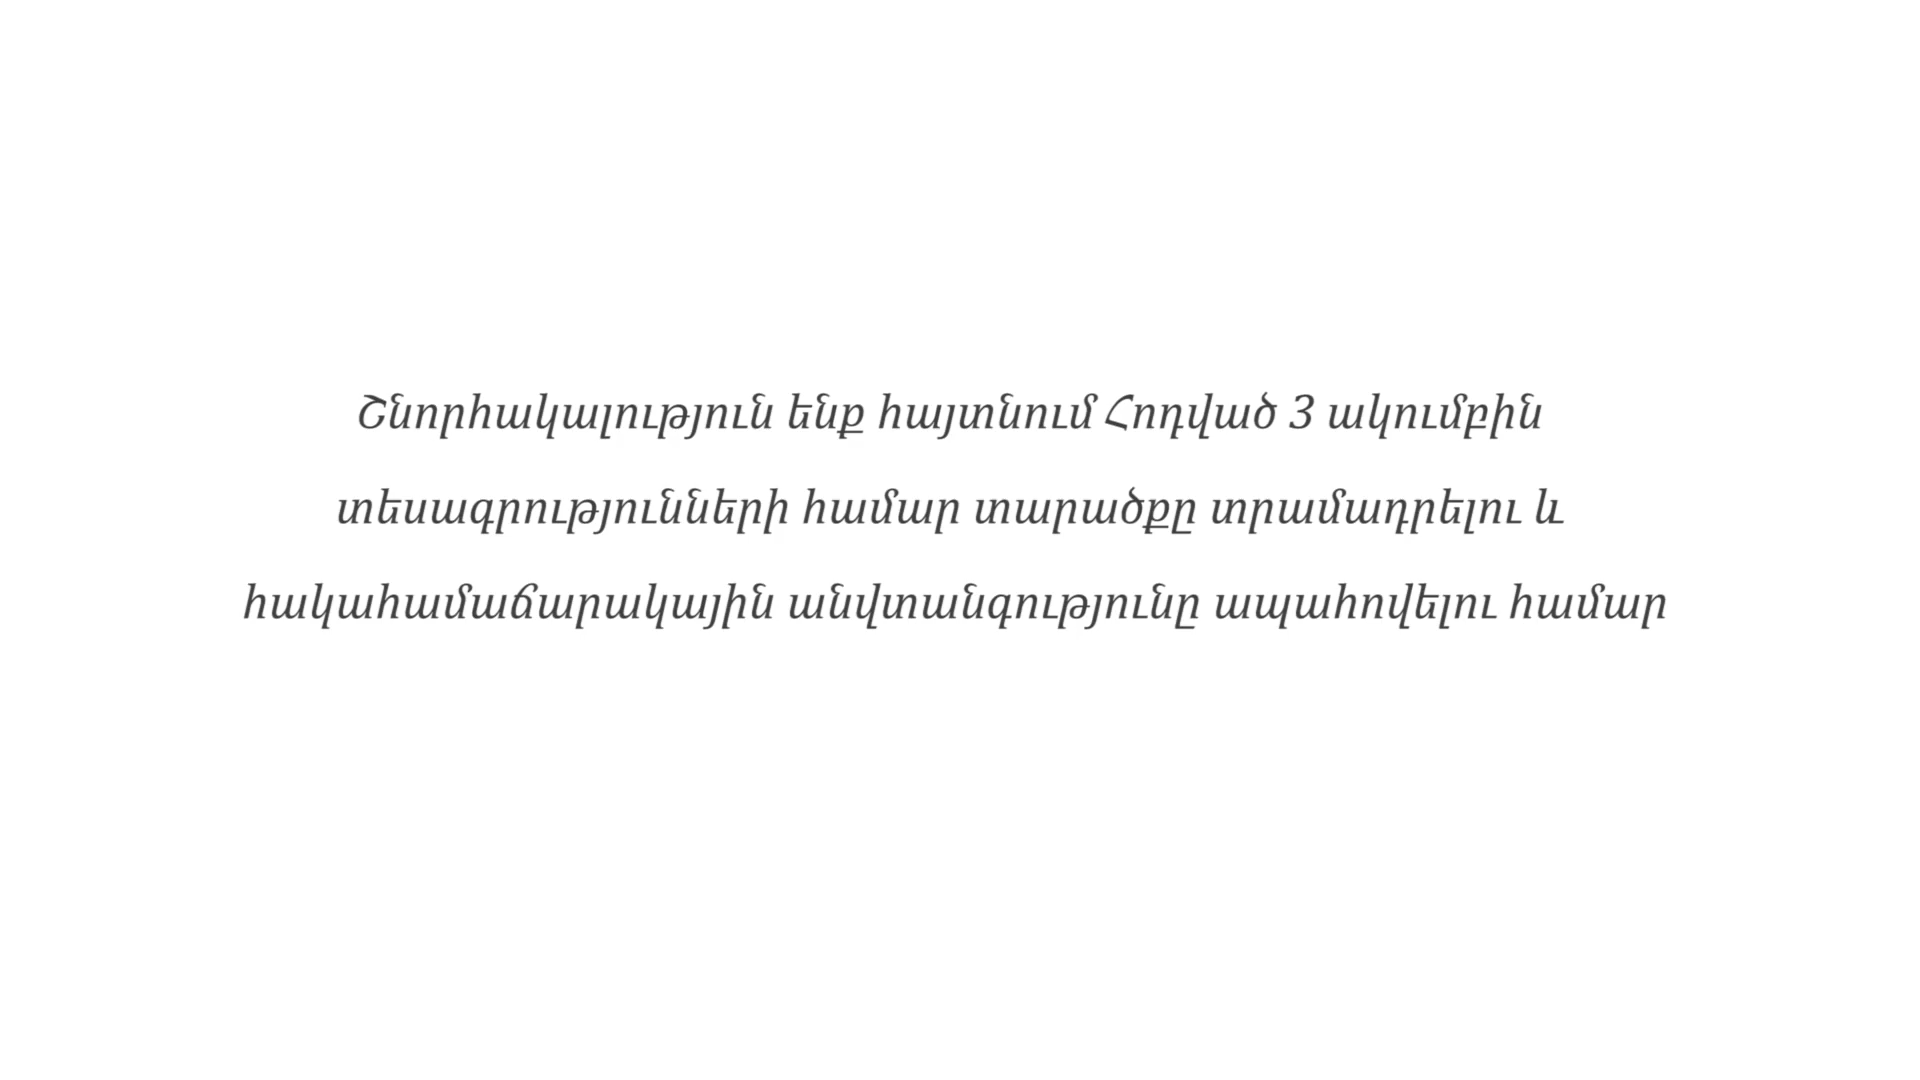 Շնորհակալություն ենք հայտնում Հոդված 3 ակումբին
տեսագրությունների համար տարածքը տրամադրելու և
հակահամաճարակային անվտանգությունը ապահովելու համար